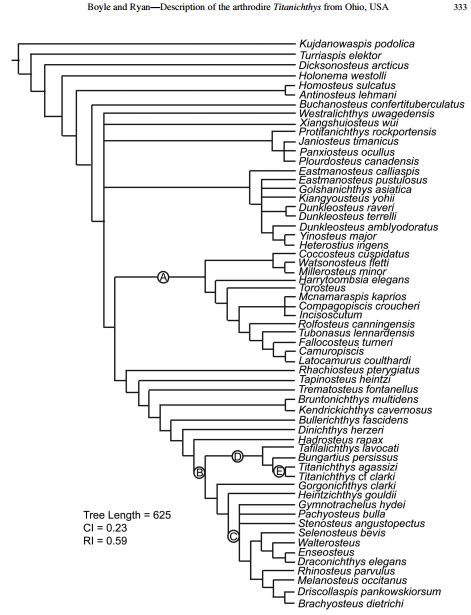 Boyle and Ryan—Description of the arthrodire Titanichthys from Ohio, USA
333
Kujdanowaspis podolica
Turriaspis elektor
Dicksonosteus arcticus
Holonema westolli
Homosteus sulcatus
Antinosteus lehmani
Buchanosteus confertituberculatus
Westralichthys uwagedensis
Xiangshuiosteus wui
Protitanichthys rockportensis
Janiosteus timanicus
Panxiosteus ocullus
Plourdosteus canadensis
Eastmanosteus calliaspis
Eastmanosteus pustulosus
Golshanichthys asiatica
Kiangyousteus yohii
Dunkleosteus raveri
Dunkleosteus terrelli
Dunkleosteus amblyodoratus
Yinosteus major
Heterostius ingens
Coccosteus cuspidatus
Watsonosteus fletti
Millerosteus minor
A
Harrytoombsia elegans
Torosteus
Mcnamaraspis kaprios
Compagopiscis croucheri
Incisoscutum
Rolfosteus canningensis
Tubonasus lennardensis
Fallocosteus turneri
Camuropiscis
Latocamurus coulthardi
Rhachiosteus pterygiatus
Tapinosteus heintzi
Trematosteus fontanellus
Bruntonichthys multidens
Kendrickichthys cavernosus
Bullerichthys fascidens
Dinichthys herzeri
Hadrosteus rapax
Tafilalichthys lavocati
D
Bungartius persissus
B
E
Titanichthys agassizi
Titanichthys cf clarki
Gorgonichthys clarki
Heintzichthys gouldii
Gymnotrachelus hydei
Pachyosteus bulla
Tree Length = 625
Stenosteus angustopectus
CI = 0.23
C
Selenosteus bevis
RI = 0.59
Walterosteus
Enseosteus
Draconichthys elegans
Rhinosteus parvulus
Melanosteus occitanus
Driscollaspis pankowskiorsum
Brachyosteus dietrichi